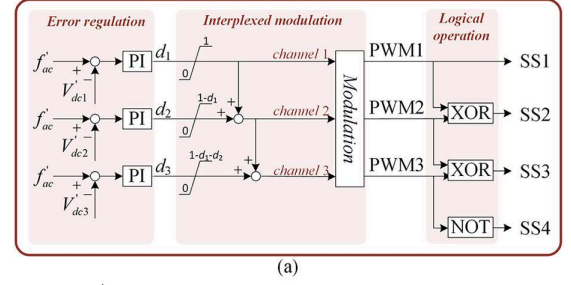 Error regulation
Interplexed modulation
Logical operation
f'ac
+
−
V'dc1
PI
d1
1
0
channel 1
PWM1
SS1
f'ac
+
−
V'dc2
PI
d2
1-d1
0
+
+
channel 2
Modulation
PWM2
XOR
SS2
f'ac
+
−
V'dc3
PI
d3
1-d1-d2
0
+
+
channel 3
PWM3
XOR
SS3
NOT
SS4
(a)